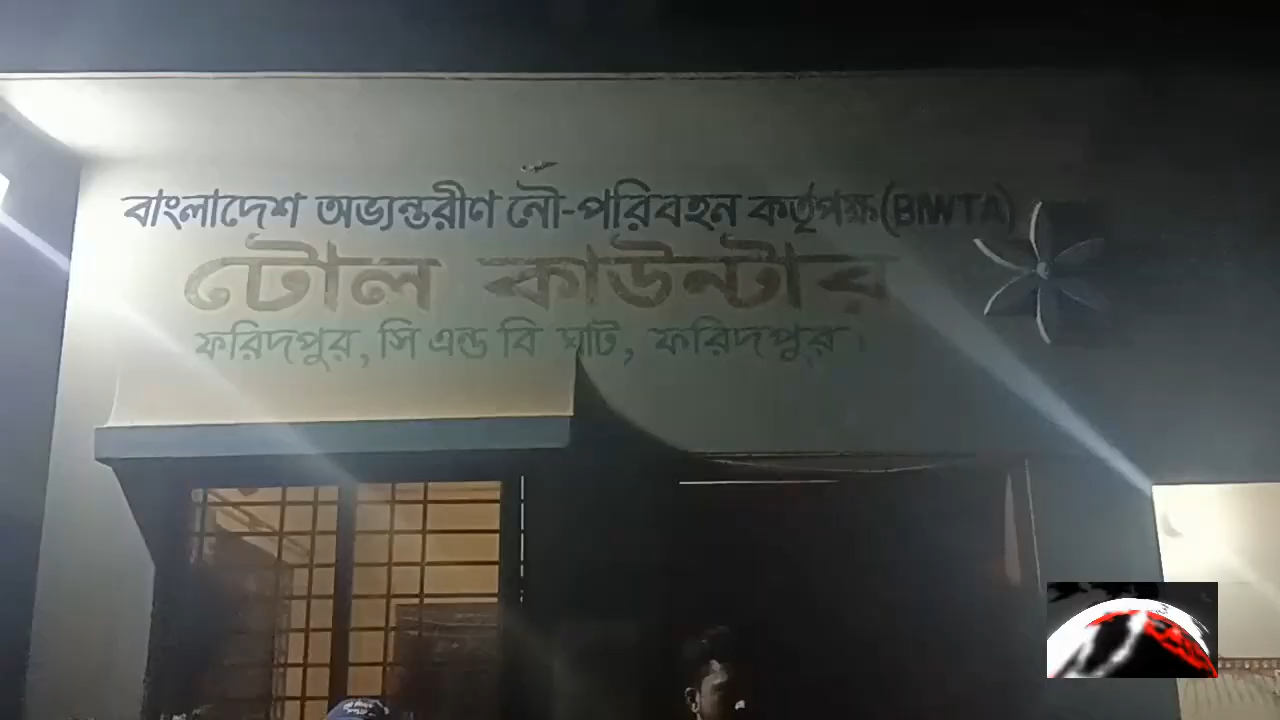 বাংলাদেশ অভ্যন্তরীণ নৌ-পরিবহন কর্তৃপক্ষ (BIWTA)
টোল কাউন্টার
ফরিদপুর, সি এন্ড বি ঘাট, ফরিদপুর।